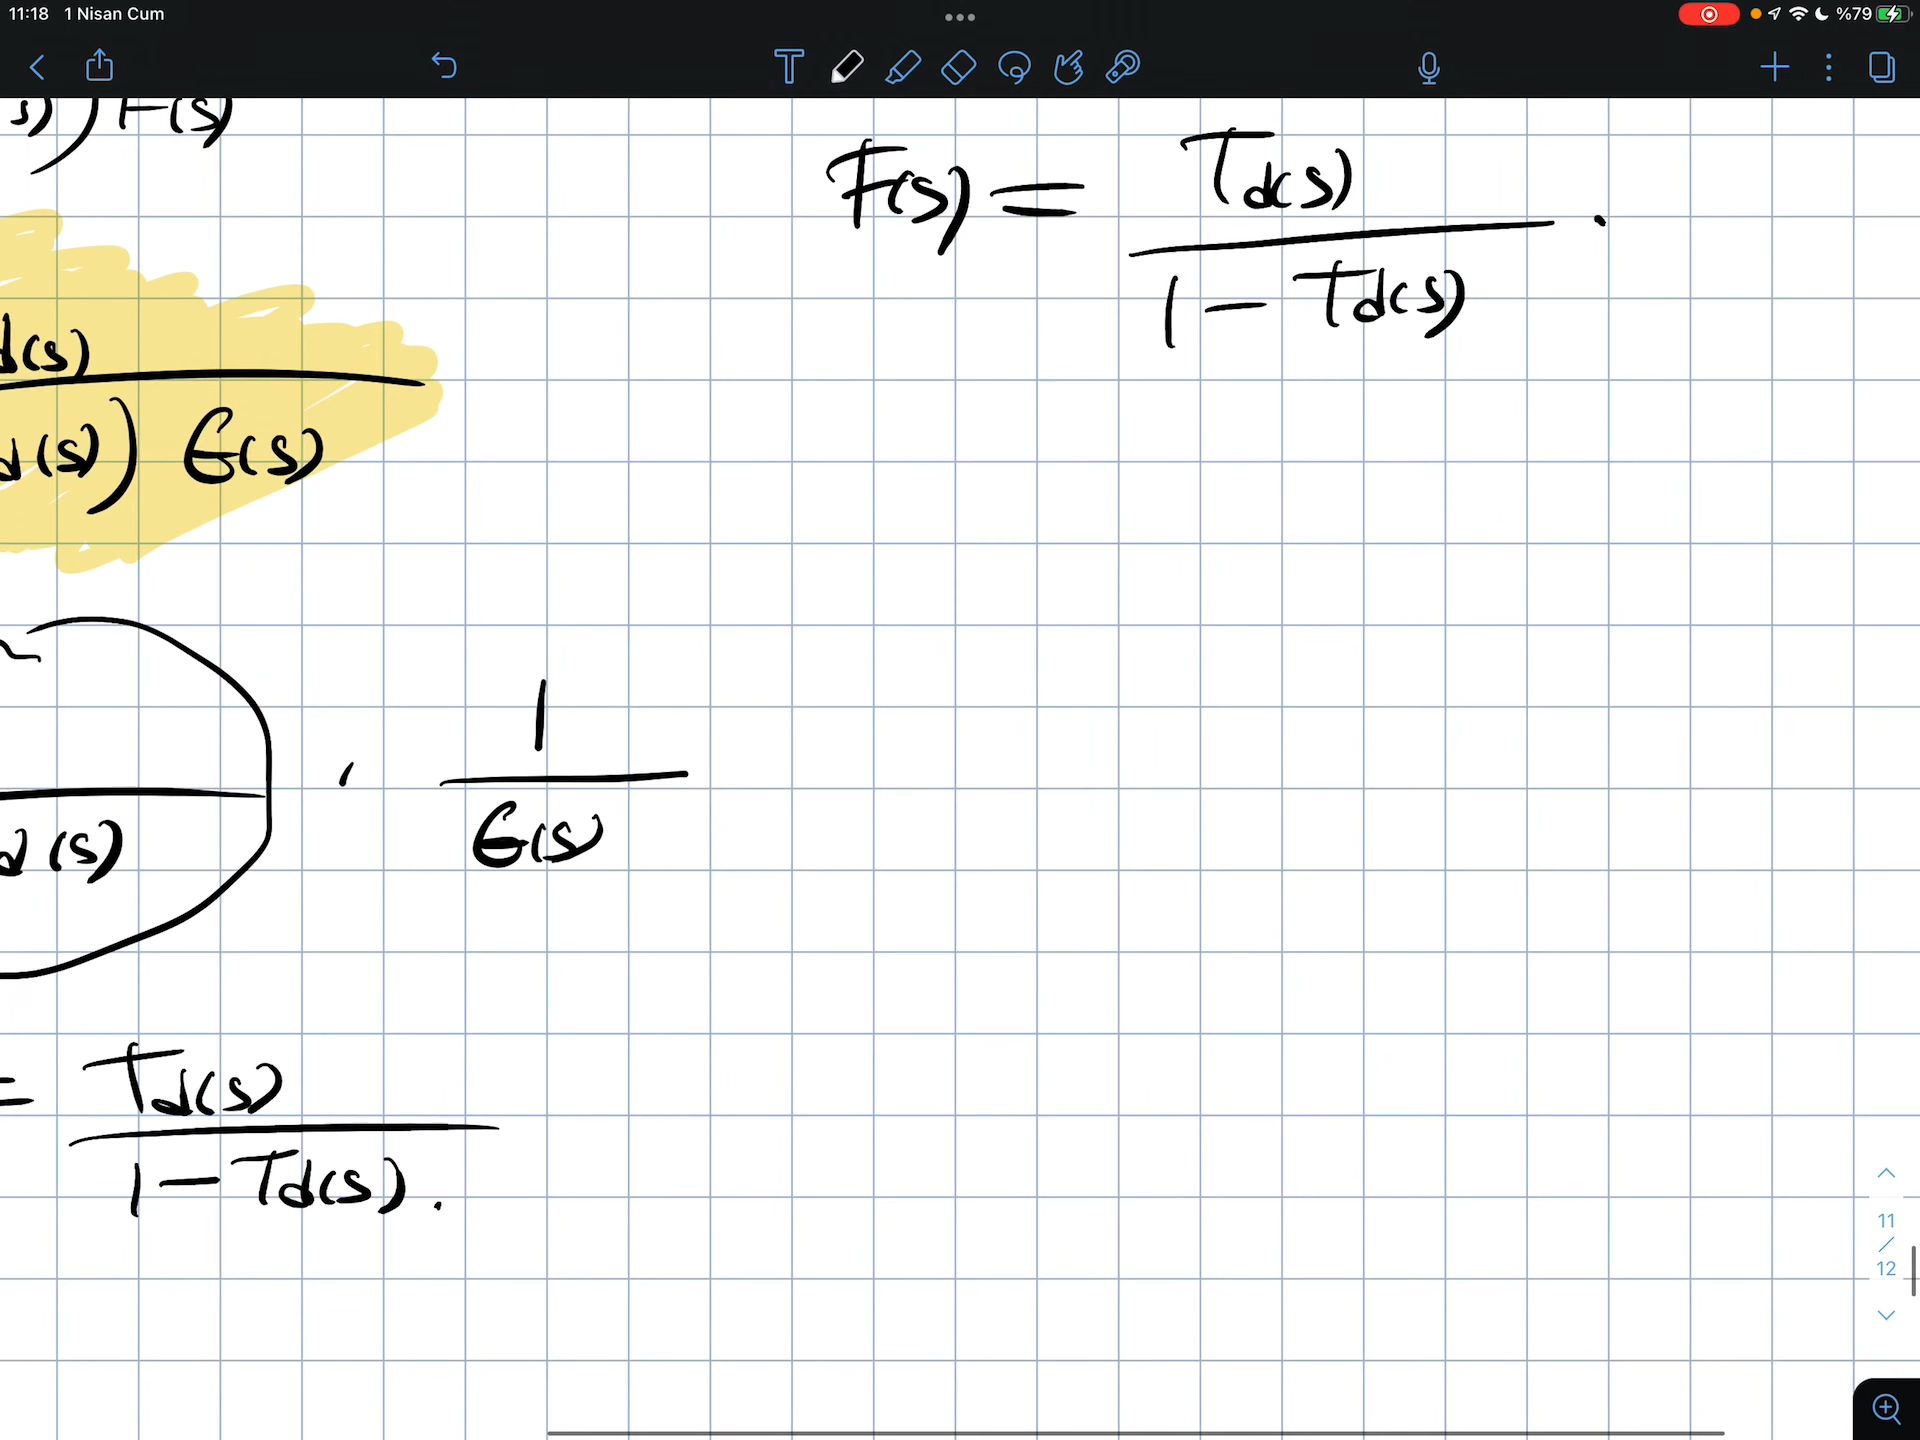 11:18 1 Nisan Cum
%79
s) ) F(s)
F(s) = Td(s)
1 - Td(s) .
d(s)
d(s)) G(s)
1
G(s)
d(s)
.
= Td(s)
1 - Td(s).
11
/
12